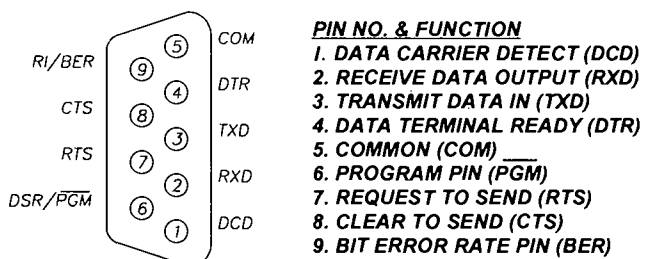 RI/BER
CTS
RTS
DSR/PGM
5
9
4
8
3
7
2
6
1
COM
DTR
TXD
RXD
DCD
PIN NO. & FUNCTION
1. DATA CARRIER DETECT (DCD)
2. RECEIVE DATA OUTPUT (RXD)
3. TRANSMIT DATA IN (TXD)
4. DATA TERMINAL READY (DTR)
5. COMMON (COM)
6. PROGRAM PIN (PGM)
7. REQUEST TO SEND (RTS)
8. CLEAR TO SEND (CTS)
9. BIT ERROR RATE PIN (BER)